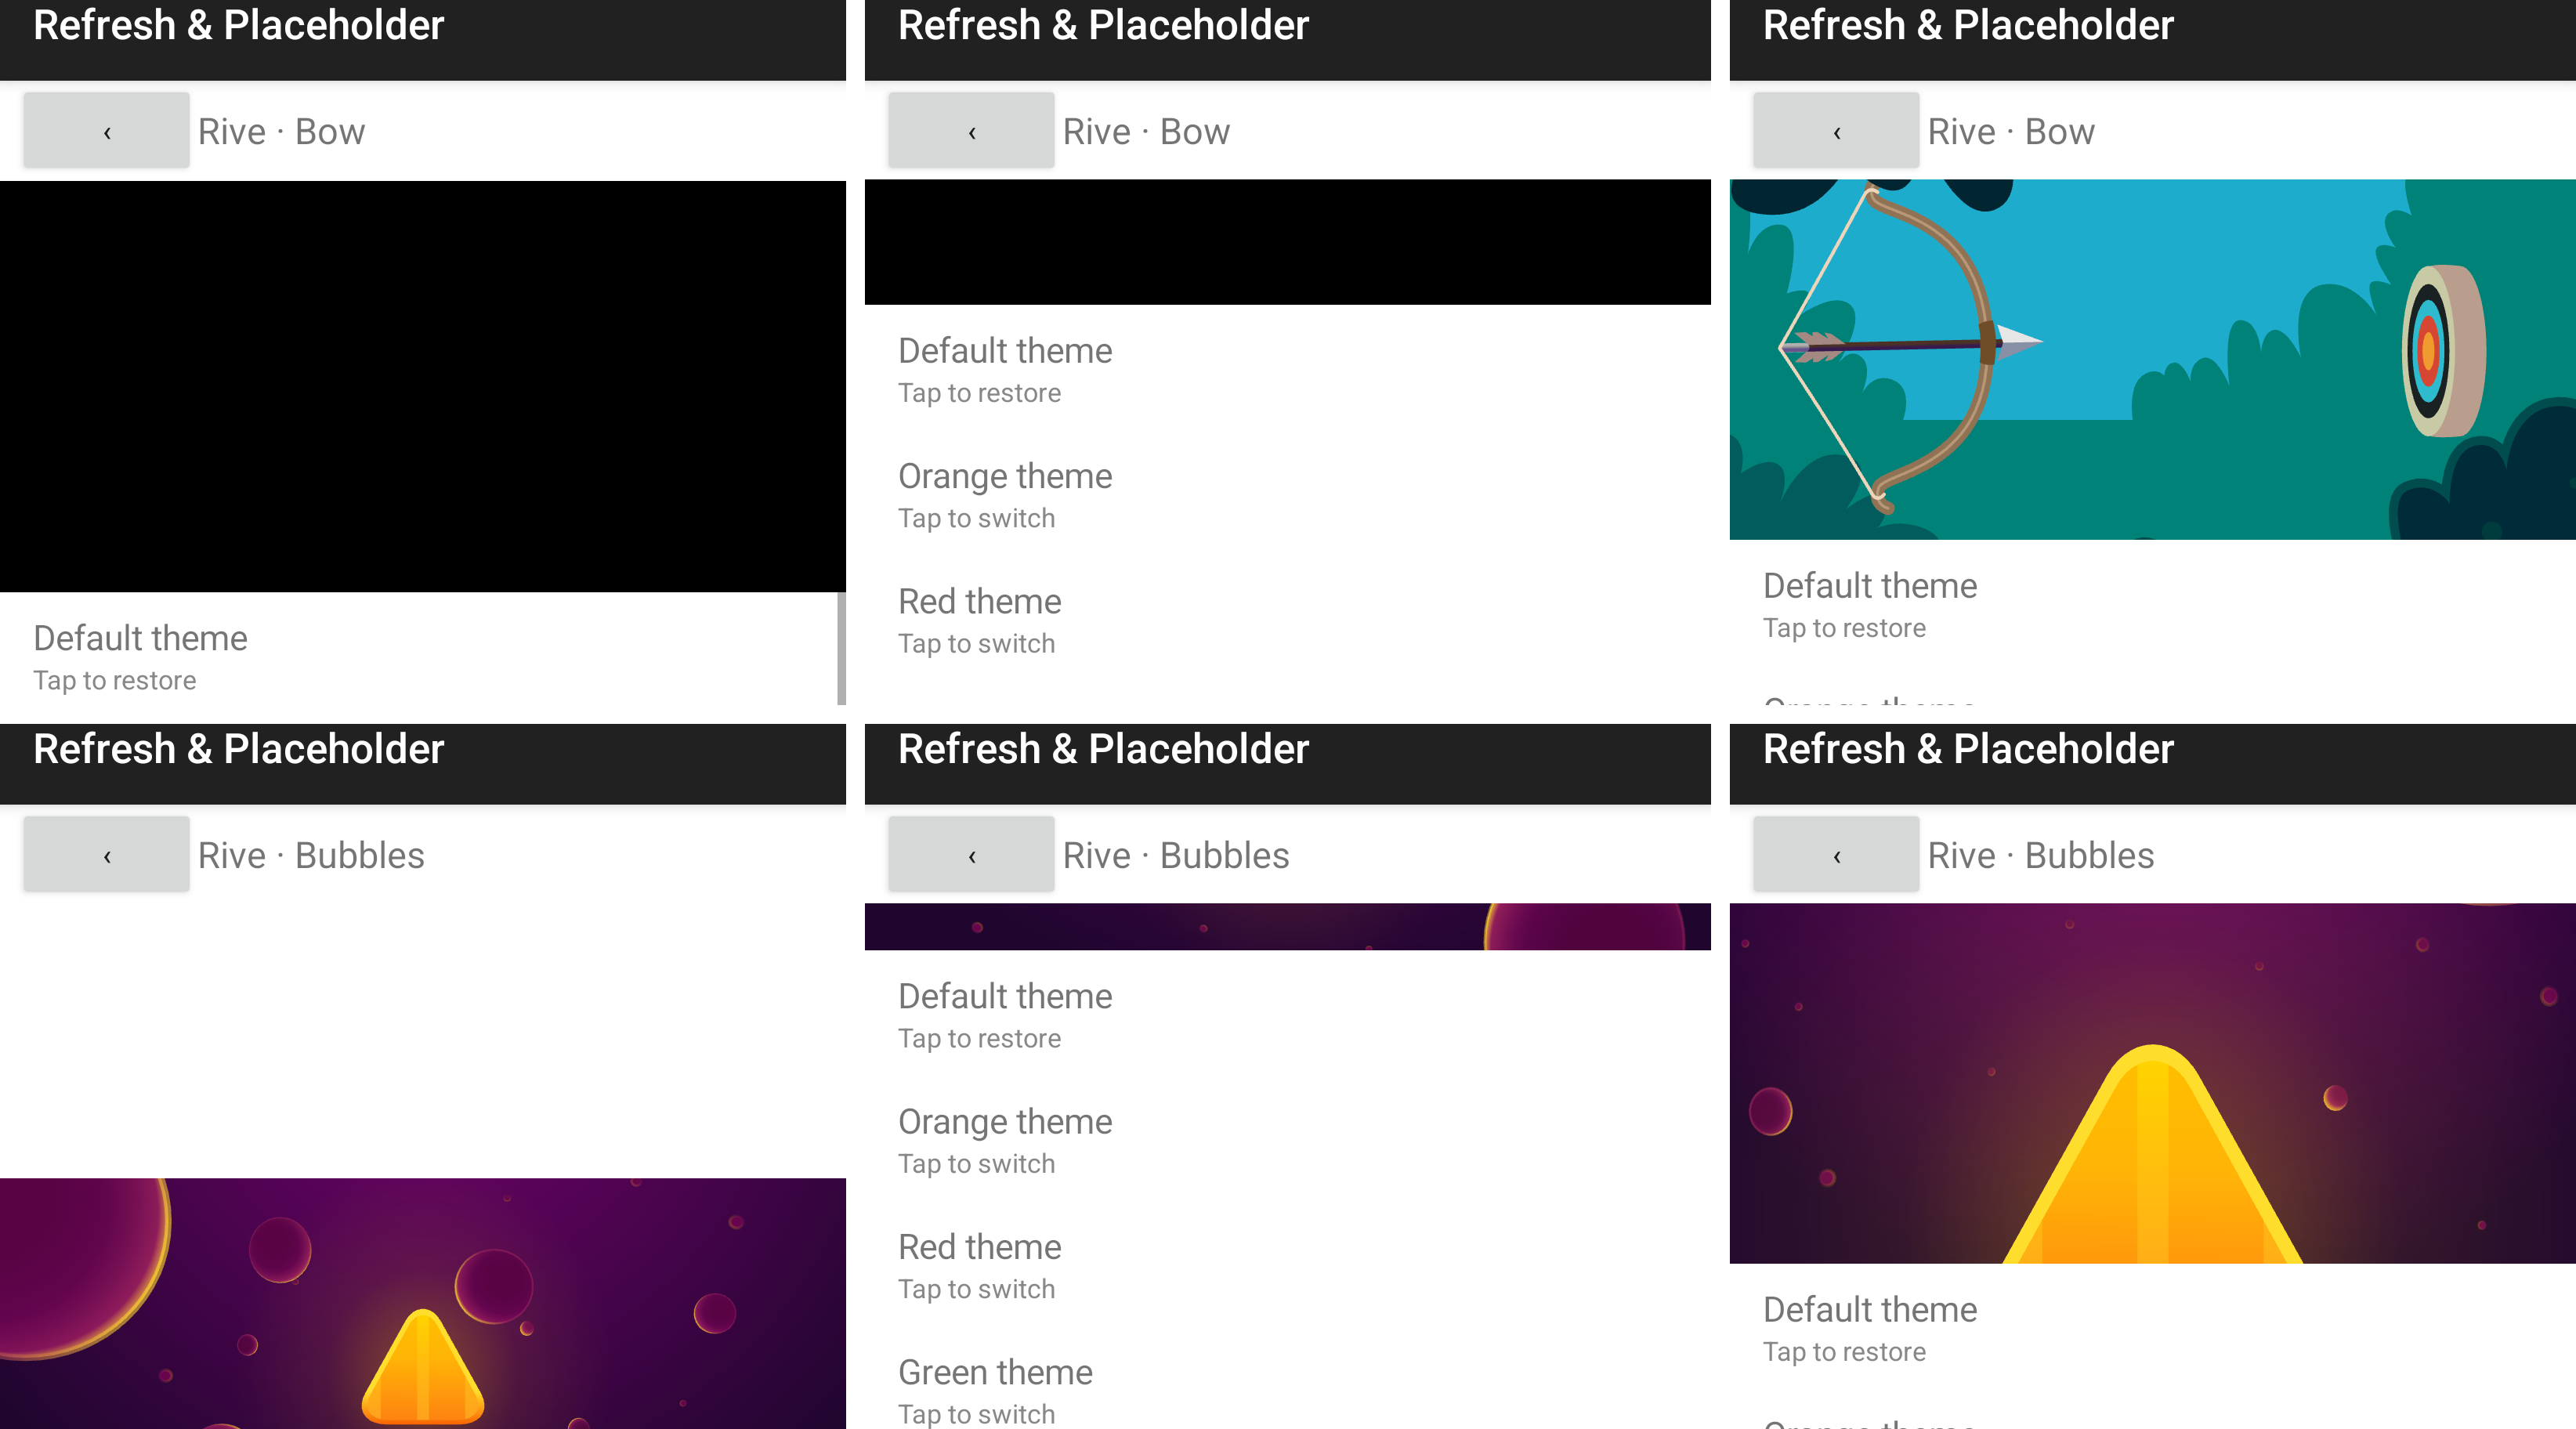 Refresh & Placeholder
‹ Rive · Bow
Default theme
Tap to restore
Refresh & Placeholder
‹ Rive · Bow
Default theme
Tap to restore
Orange theme
Tap to switch
Red theme
Tap to switch
Refresh & Placeholder
‹ Rive · Bow
Default theme
Tap to restore
Refresh & Placeholder
‹ Rive · Bubbles
Refresh & Placeholder
‹ Rive · Bubbles
Default theme
Tap to restore
Orange theme
Tap to switch
Red theme
Tap to switch
Green theme
Tap to switch
Refresh & Placeholder
‹ Rive · Bubbles
Default theme
Tap to restore